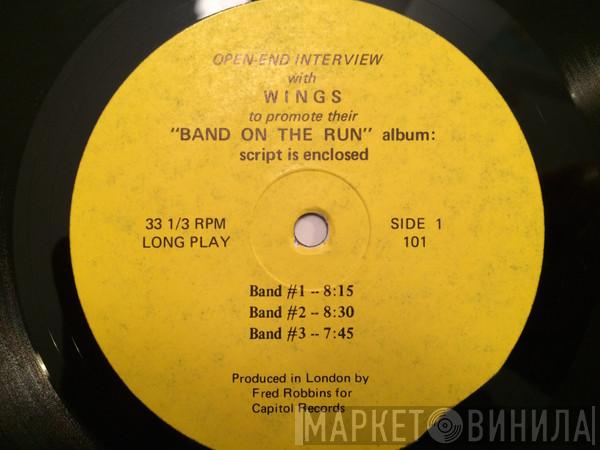 OPEN-END INTERVIEW
with
WINGS
to promote their
"BAND ON THE RUN" album:
script is enclosed
33 1/3 RPM
LONG PLAY
SIDE 1
101
Band #1 -- 8:15
Band #2 -- 8:30
Band #3 -- 7:45
Produced in London by
Fred Robbins for
Capitol Records
МАРКЕТ ВИНИЛА